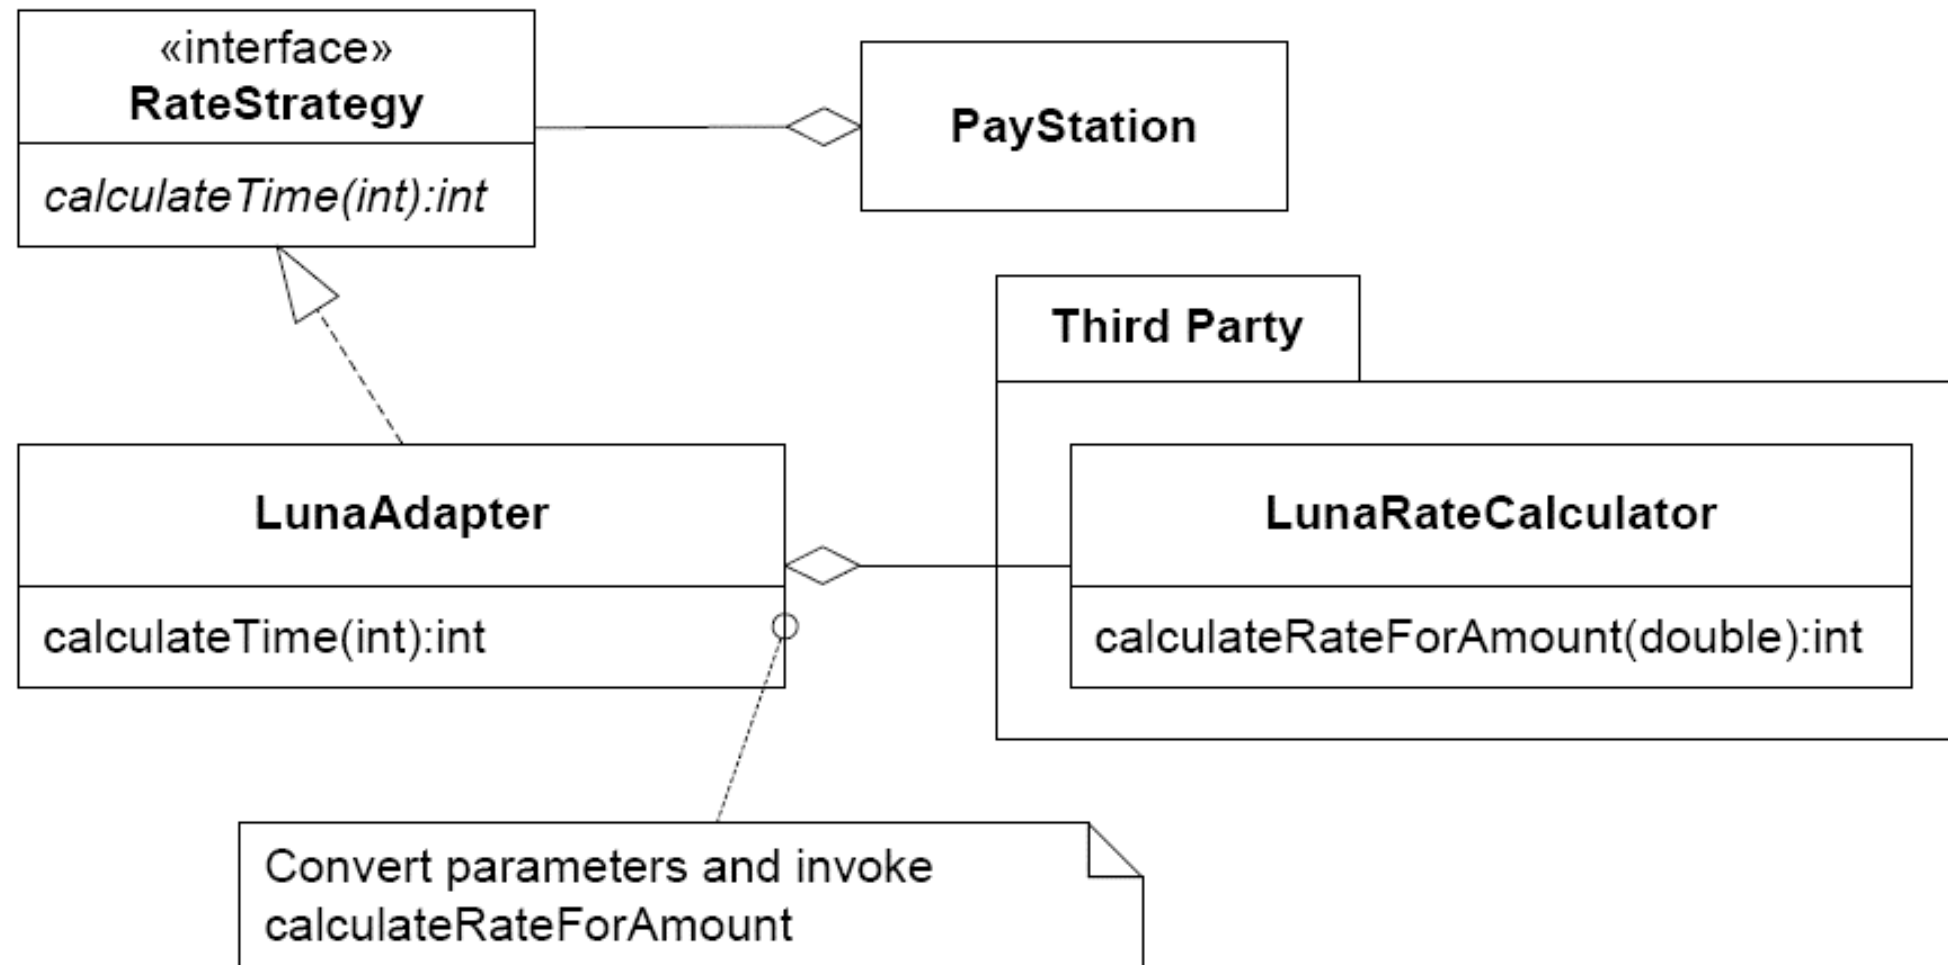 «interface»
RateStrategy
calculateTime(int):int
PayStation
Third Party
LunaAdapter
calculateTime(int):int
LunaRateCalculator
calculateRateForAmount(double):int
Convert parameters and invoke
calculateRateForAmount